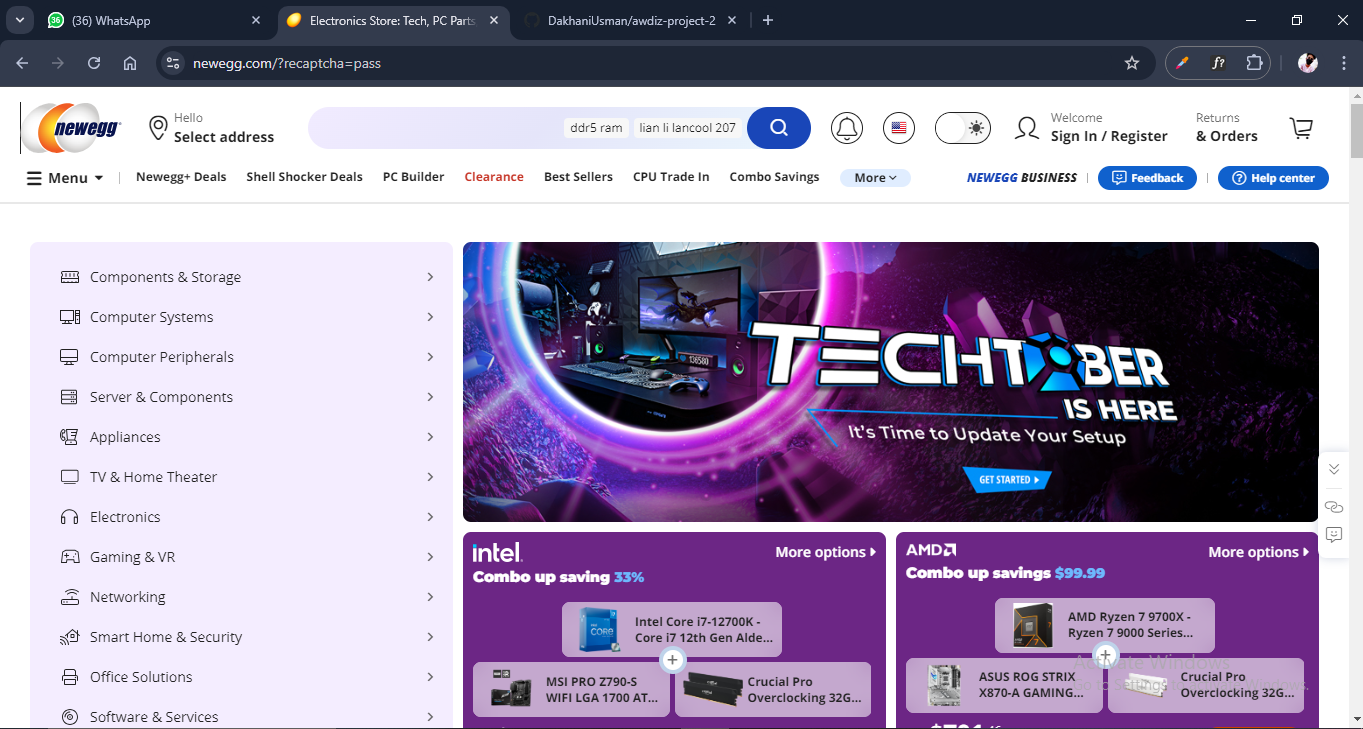 (36) WhatsApp
Electronics Store: Tech, PC Parts,
DakhaniUsman/awdiz-project-2
newegg.com/?recaptcha=pass
f?
newegg
Hello
Select address
ddr5 ram
lian li lancool 207
Welcome
Sign In / Register
Returns
& Orders
Menu
Newegg+ Deals
Shell Shocker Deals
PC Builder
Clearance
Best Sellers
CPU Trade In
Combo Savings
More
NEWEGG BUSINESS
Feedback
Help center
Components & Storage
Computer Systems
Computer Peripherals
Server & Components
Appliances
TV & Home Theater
Electronics
Gaming & VR
Networking
Smart Home & Security
Office Solutions
Software & Services
136580
TECHTOBER
IS HERE
It's Time to Update Your Setup
GET STARTED
intel.
More options
Combo up saving 33%
Intel Core i7-12700K -
Core i7 12th Gen Alde...
MSI PRO Z790-S
WIFI LGA 1700 AT...
Crucial Pro
Overclocking 32G...
AMD
More options
Combo up savings $99.99
AMD Ryzen 7 9700X -
Ryzen 7 9000 Series...
ASUS ROG STRIX
X870-A GAMING...
Crucial Pro
Overclocking 32G...
Activate Windows
Go to Settings to activate Windows.